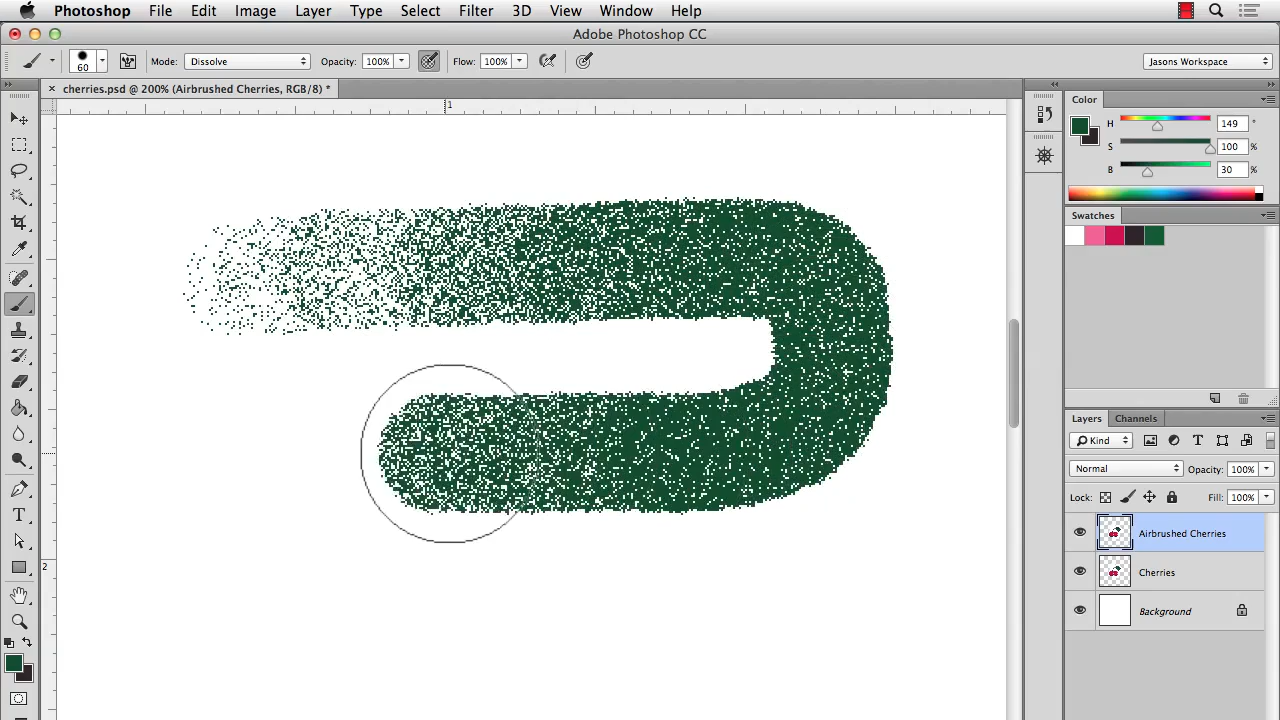 Photoshop File Edit Image Layer Type Select Filter 3D View Window Help
Adobe Photoshop CC
60 Mode: Dissolve Opacity: 100% Flow: 100% Jasons Workspace
cherries.psd @ 200% (Airbrushed Cherries, RGB/8) *
1
2
Color
H 149 °
S 100 %
B 30 %
Swatches
Layers Channels
Kind
Normal Opacity: 100%
Lock: Fill: 100%
Airbrushed Cherries
Cherries
Background